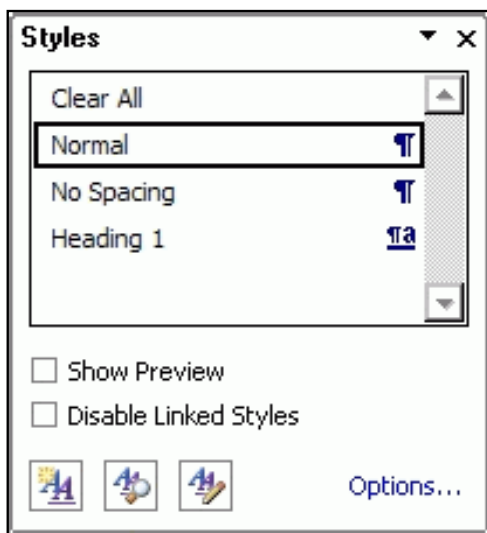 Styles
Clear All
Normal ¶
No Spacing ¶
Heading 1 ¶a
Show Preview
Disable Linked Styles
Options...